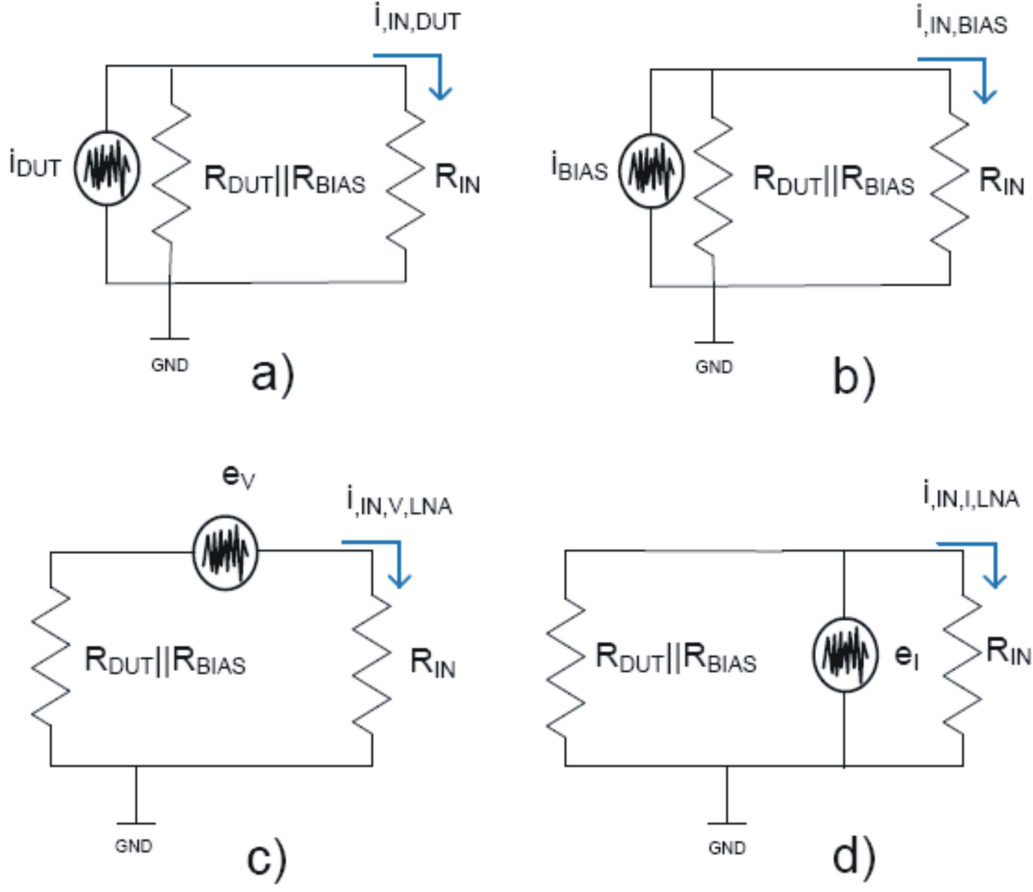 i,IN,DUT
iDUT
RDUT||RBIAS
RIN
GND
a)
i,IN,BIAS
iBIAS
RDUT||RBIAS
RIN
GND
b)
eV
i,IN,V,LNA
RDUT||RBIAS
RIN
GND
c)
i,IN,I,LNA
RDUT||RBIAS
eI
RIN
GND
d)